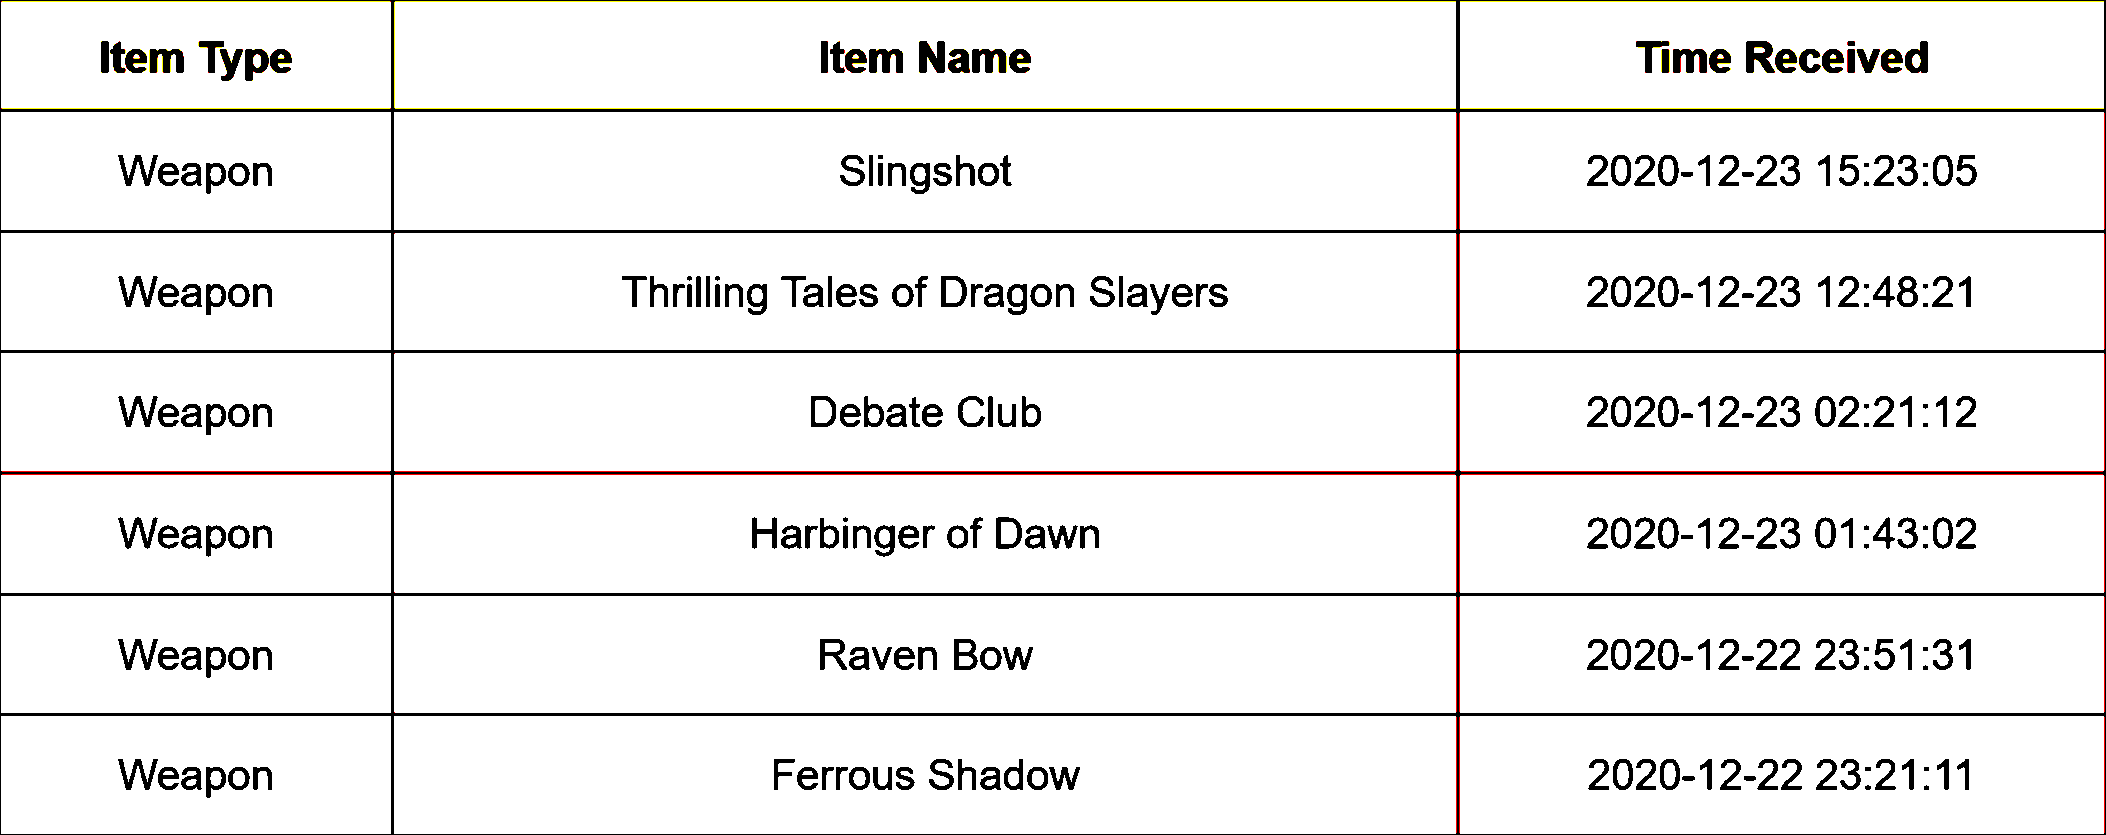 Item Type Item Name Time Received
Weapon Slingshot 2020-12-23 15:23:05
Weapon Thrilling Tales of Dragon Slayers 2020-12-23 12:48:21
Weapon Debate Club 2020-12-23 02:21:12
Weapon Harbinger of Dawn 2020-12-23 01:43:02
Weapon Raven Bow 2020-12-22 23:51:31
Weapon Ferrous Shadow 2020-12-22 23:21:11